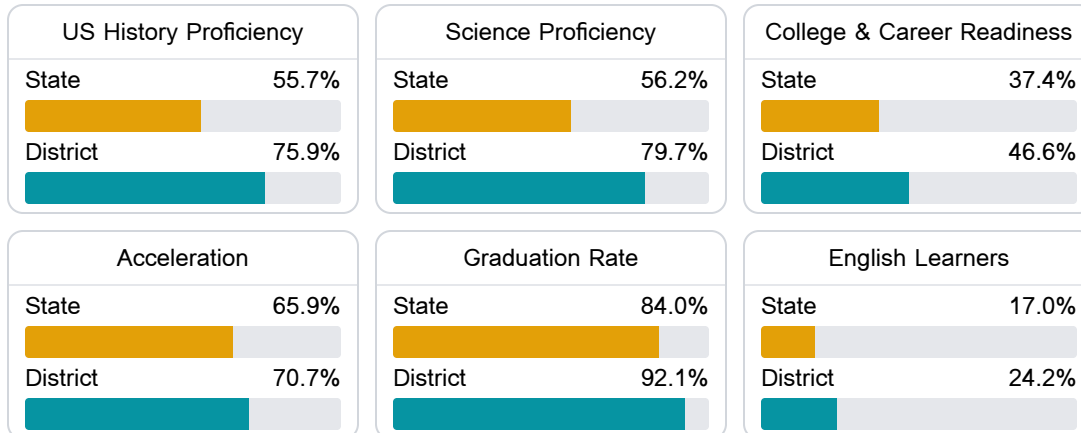 US History Proficiency
State 55.7%
District 75.9%
Science Proficiency
State 56.2%
District 79.7%
College & Career Readiness
State 37.4%
District 46.6%
Acceleration
State 65.9%
District 70.7%
Graduation Rate
State 84.0%
District 92.1%
English Learners
State 17.0%
District 24.2%